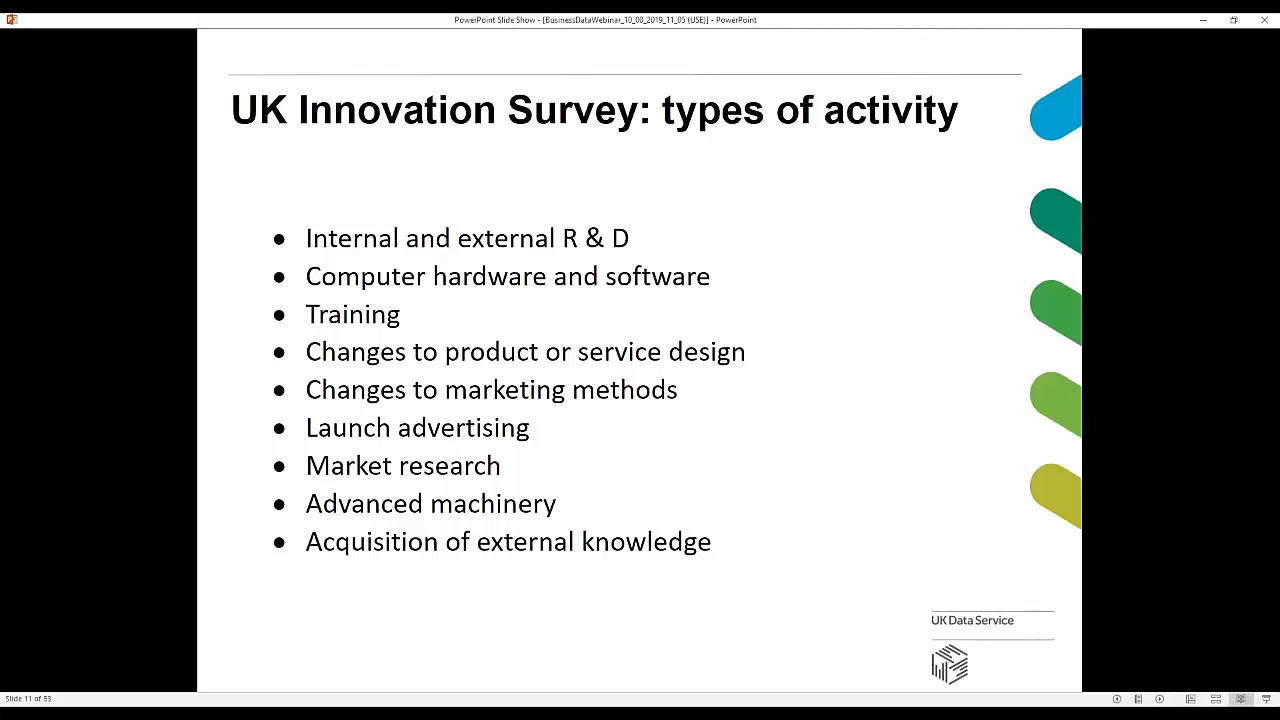 PowerPoint Slide Show - [BusinessDataWebinar_10_00_2019_11_05 (USE)] - PowerPoint
UK Innovation Survey: types of activity
● Internal and external R & D
● Computer hardware and software
● Training
● Changes to product or service design
● Changes to marketing methods
● Launch advertising
● Market research
● Advanced machinery
● Acquisition of external knowledge
UK Data Service
Slide 11 of 53